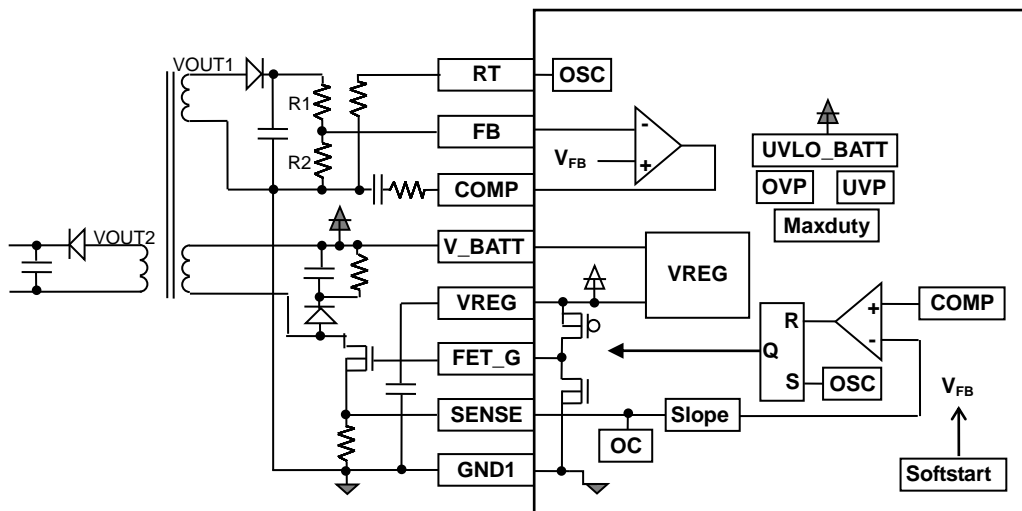 VOUT1
R1
R2
VOUT2
RT
FB
COMP
V_BATT
VREG
FET_G
SENSE
GND1
OSC
-
VFB
+
VREG
Slope
OC
UVLO_BATT
OVP
UVP
Maxduty
R
Q
S
OSC
+
-
COMP
VFB
Softstart